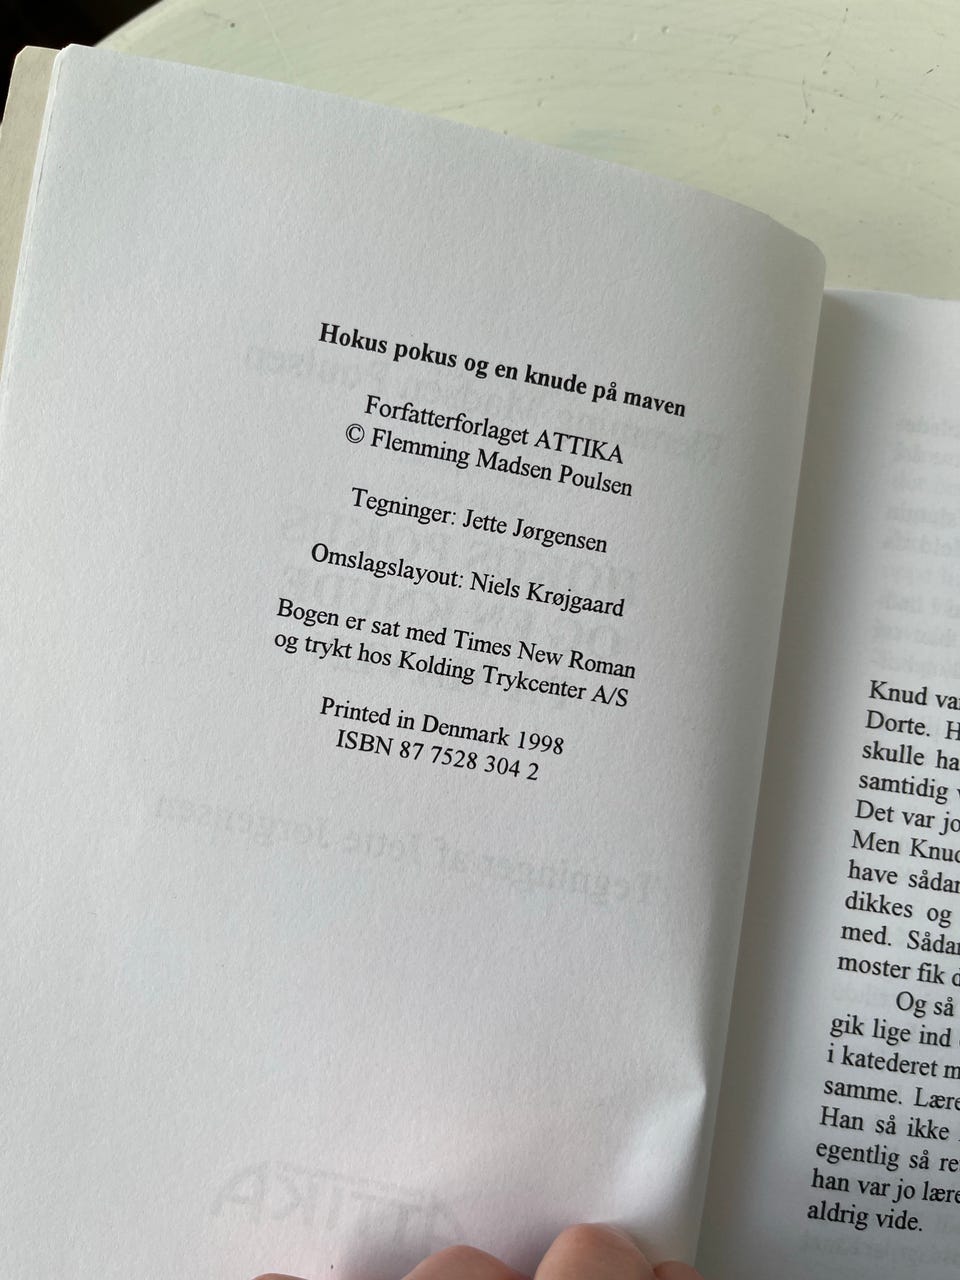 Hokus pokus og en knude på maven
Forfatterforlaget ATTIKA
© Flemming Madsen Poulsen
Tegninger: Jette Jørgensen
Omslagslayout: Niels Krøjgaard
Bogen er sat med Times New Roman
og trykt hos Kolding Trykcenter A/S
Printed in Denmark 1998
ISBN 87 7528 304 2
Knud var
Dorte. H
skulle ha
samtidig v
Det var jo
Men Knud
have sådan
dikkes og
med. Sådan
moster fik d
Og så
gik lige ind
i katederet m
samme. Lære
Han så ikke
egentlig så re
han var jo lære
aldrig vide.